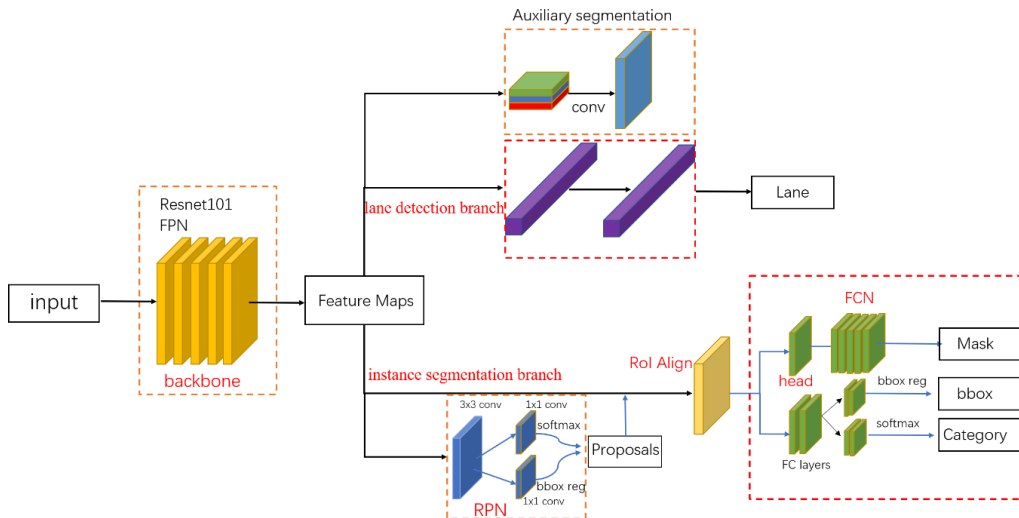 Auxiliary segmentation
conv
lane detection branch
Lane
Resnet101
FPN
input
backbone
Feature Maps
instance segmentation branch
3x3 conv
1x1 conv
softmax
bbox reg
1x1 conv
RPN
Proposals
RoI Align
FCN
head
Mask
bbox reg
bbox
softmax
Category
FC layers